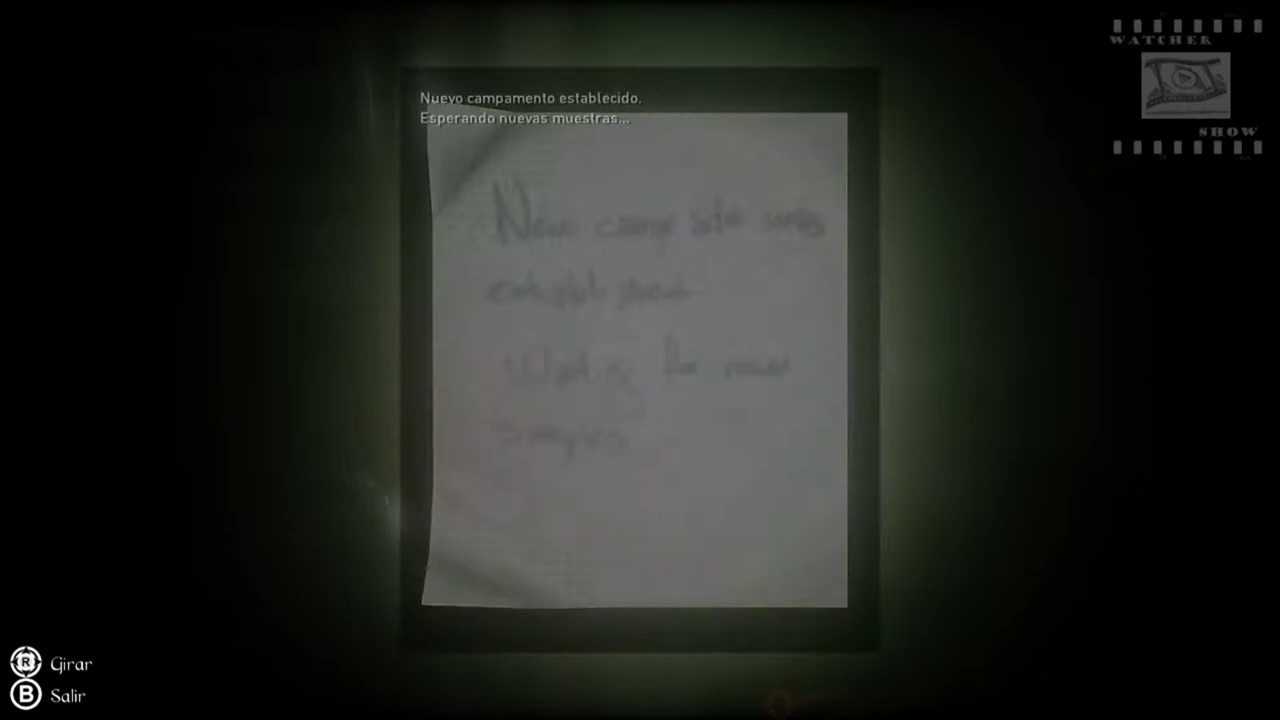 WATCHER
SHOW
Nuevo campamento establecido.
Esperando nuevas muestras...
New camp site was
established
Waiting for new
samples
R Girar
B Salir